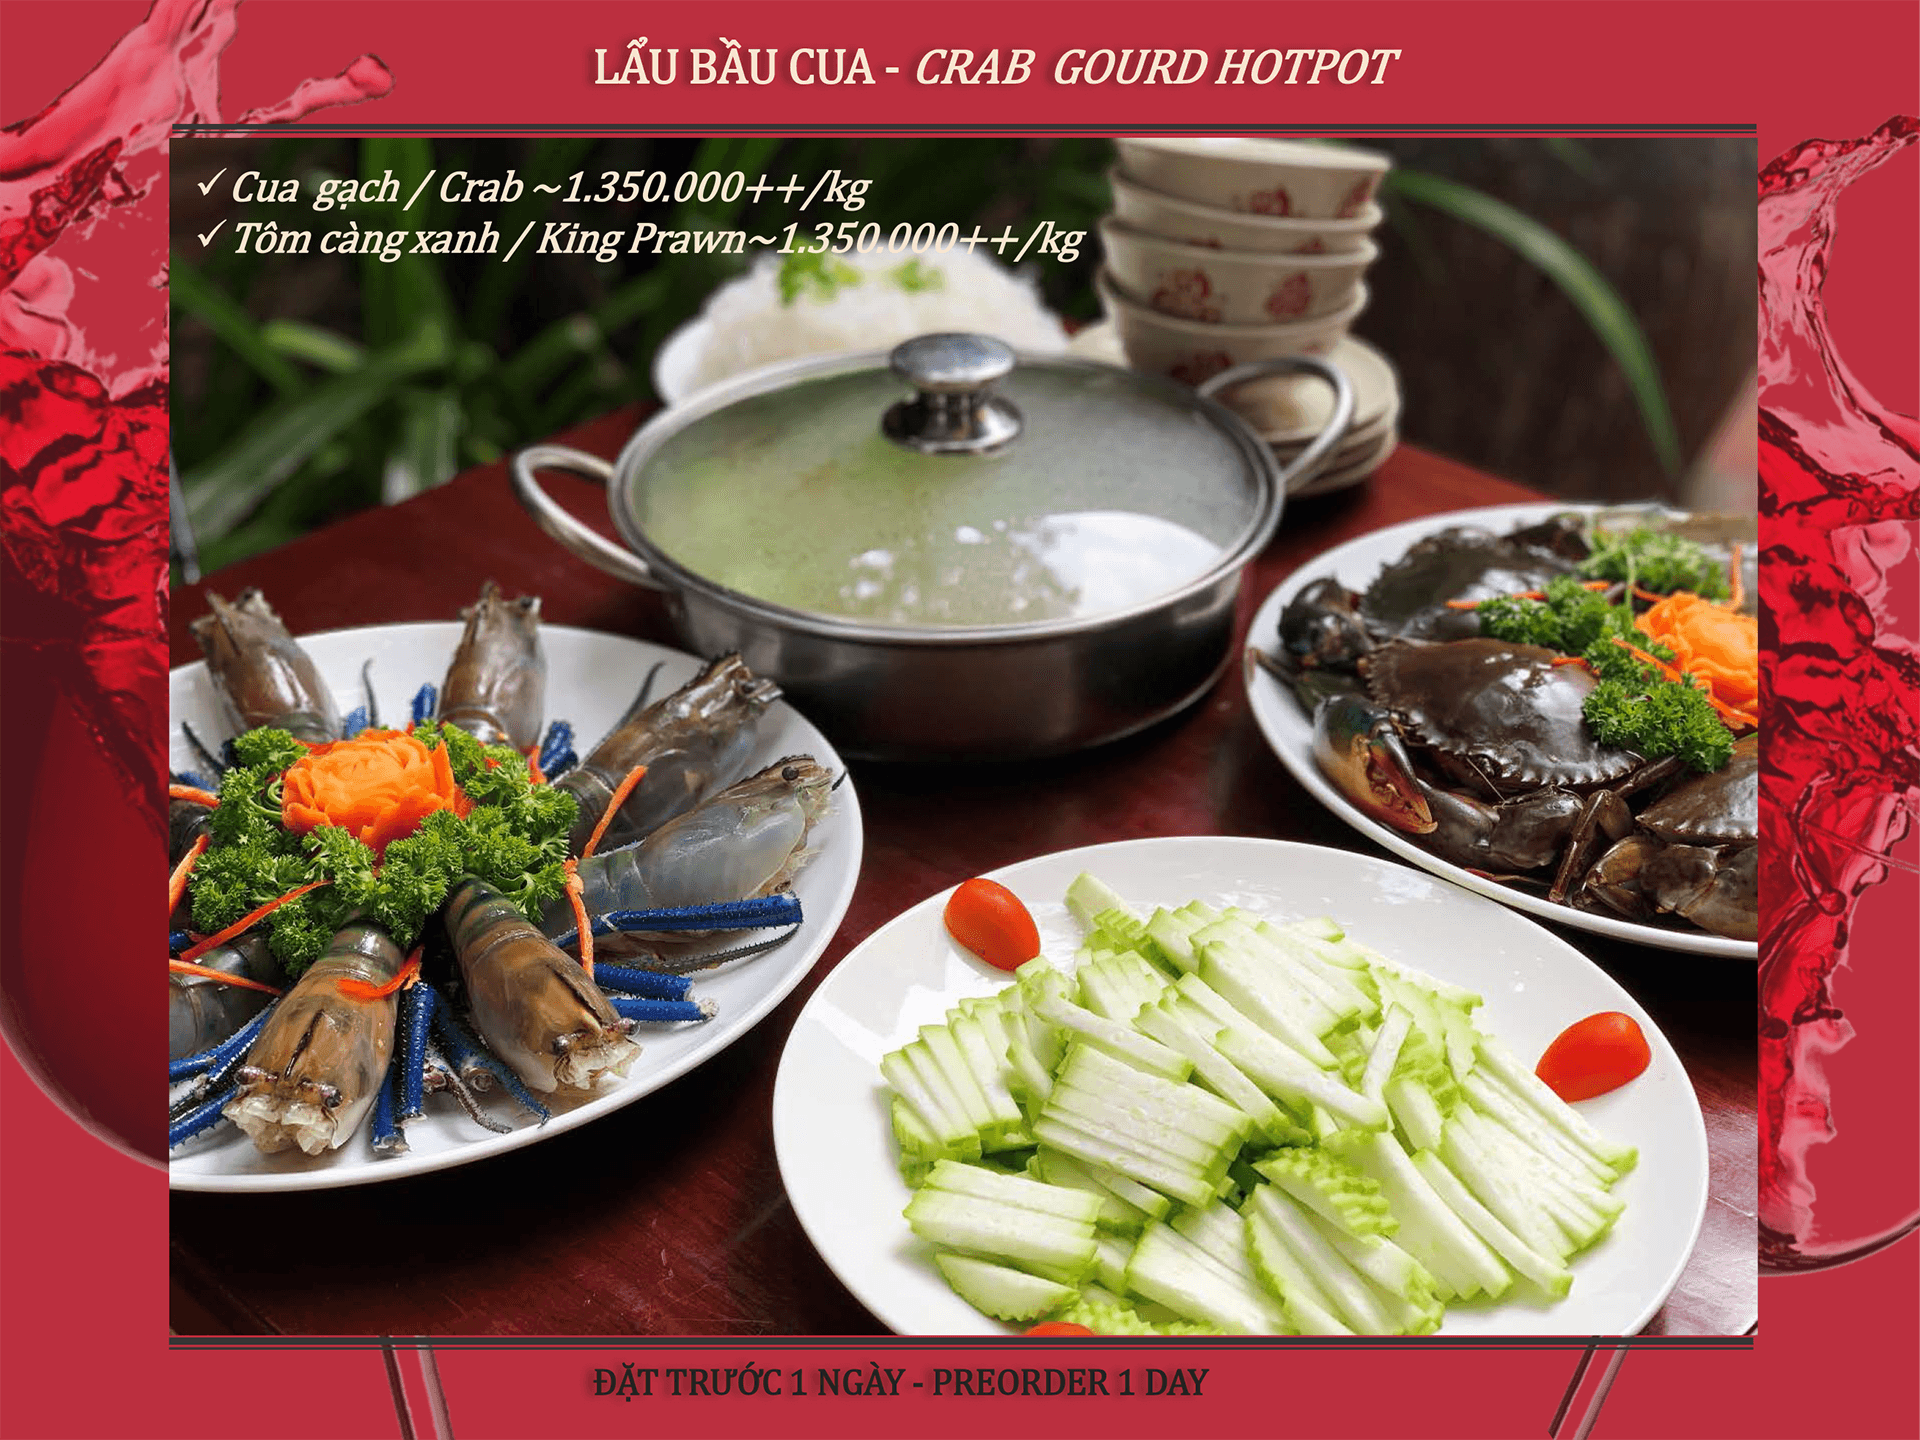 LẨU BẦU CUA - CRAB GOURD HOTPOT
✓ Cua gạch / Crab ~1.350.000++/kg
✓ Tôm càng xanh / King Prawn~1.350.000++/kg
ĐẶT TRƯỚC 1 NGÀY - PREORDER 1 DAY